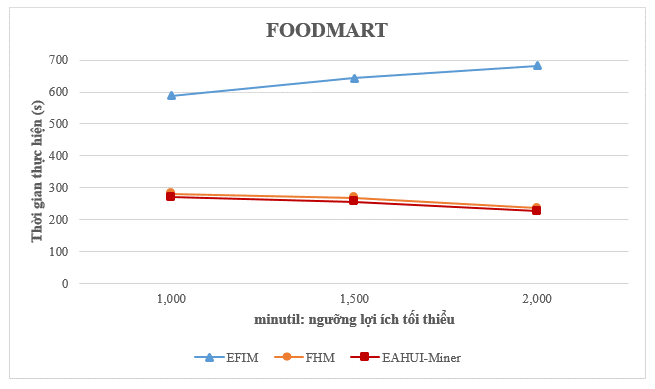 FOODMART
Thời gian thực hiện (s)
700
600
500
400
300
200
100
0
1,000 1,500 2,000
minutil: ngưỡng lợi ích tối thiểu
EFIM FHM EAHUI-Miner